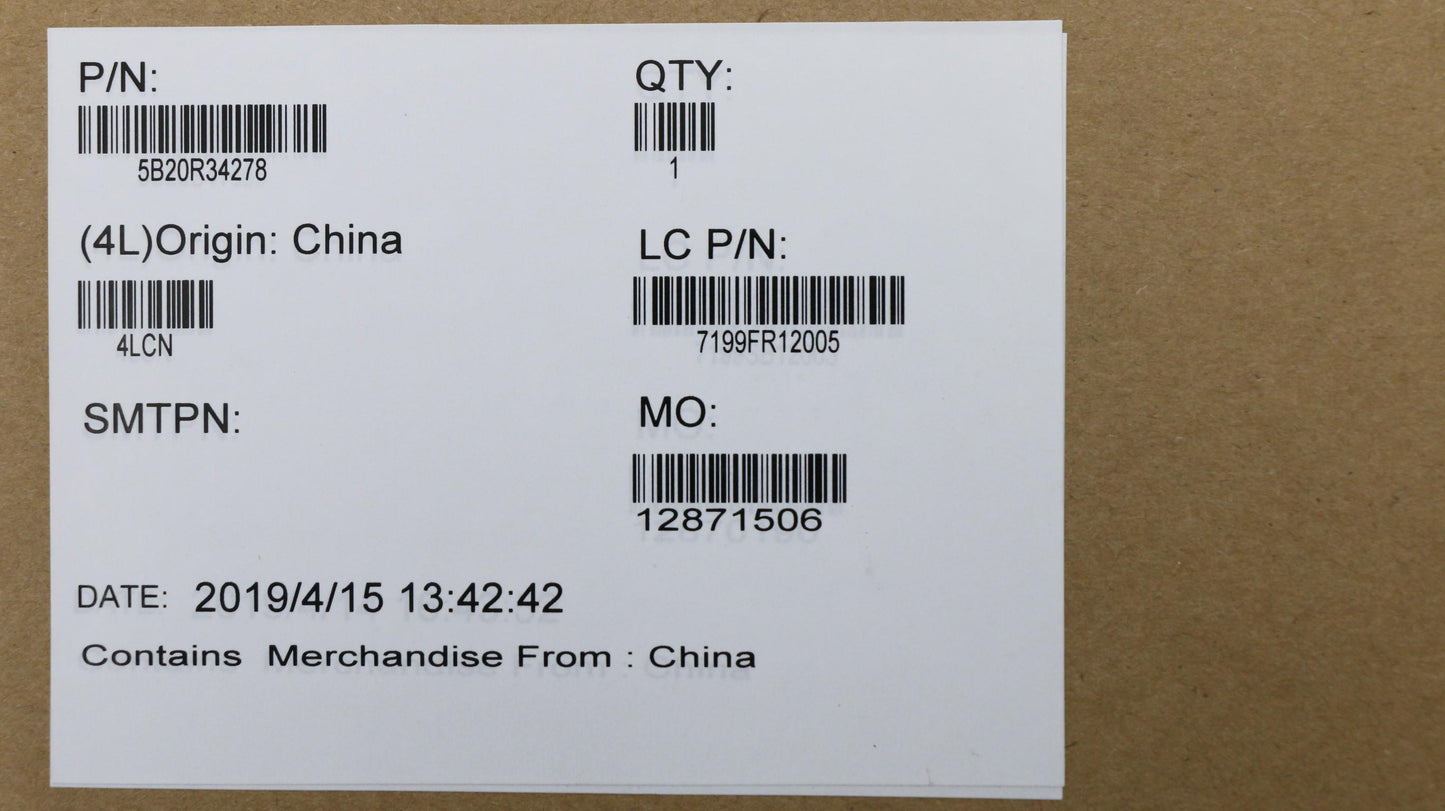 P/N:
5B20R34278
QTY:
1
(4L)Origin: China
4LCN
LC P/N:
7199FR12005
SMTPN:
MO:
12871506
DATE: 2019/4/15 13:42:42
Contains Merchandise From : China